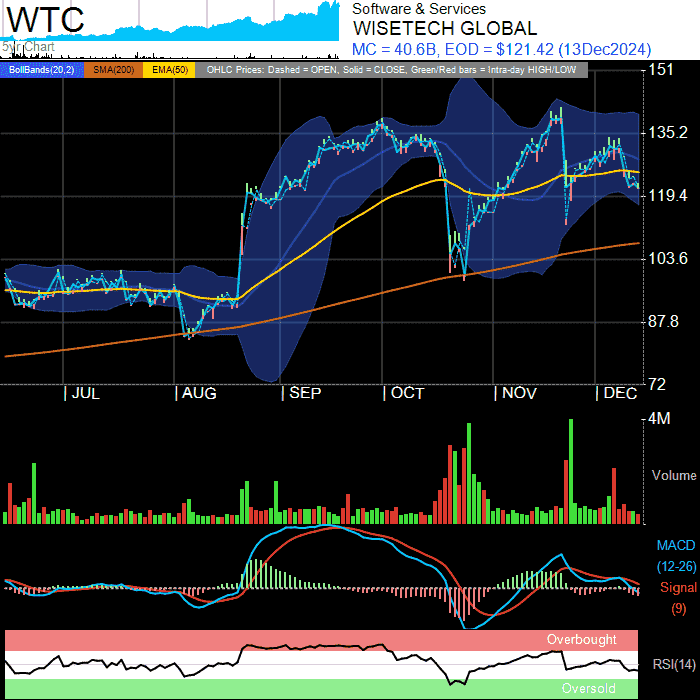 WTC
5yr Chart
Software & Services
WISETECH GLOBAL
MC = 40.6B, EOD = $121.42 (13Dec2024)
BollBands(20,2) SMA(200) EMA(50) OHLC Prices: Dashed = OPEN, Solid = CLOSE, Green/Red bars = Intra-day HIGH/LOW
151
135.2
119.4
103.6
87.8
72
JUL AUG SEP OCT NOV DEC
4M
Volume
MACD
(12-26)
Signal
(9)
Overbought
RSI(14)
Oversold